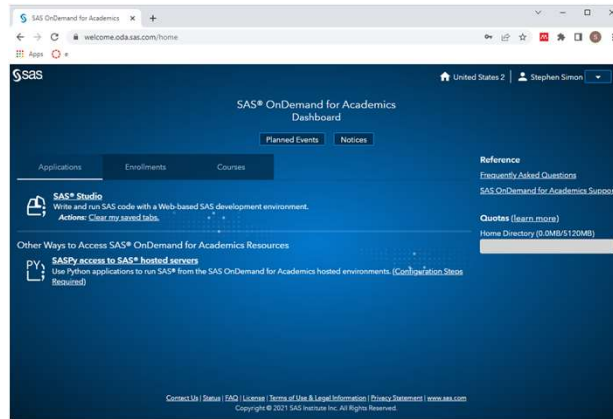 SAS OnDemand for Academics
welcome.oda.sas.com/home
Apps
sas
United States 2 | Stephen Simon
SAS® OnDemand for Academics
Dashboard
Planned Events Notices
Applications Enrollments Courses
SAS® Studio
Write and run SAS code with a Web-based SAS development environment.
Actions: Clear my saved tabs.
Other Ways to Access SAS® OnDemand for Academics Resources
PY
SASPy access to SAS® hosted servers
Use Python applications to run SAS® from the SAS OnDemand for Academics hosted environments. (Configuration Steps
Required)
Reference
Frequently Asked Questions
SAS OnDemand for Academics Suppor
Quotas (learn more)
Home Directory (0.0MB/5120MB)
Contact Us | Status | FAQ | License | Terms of Use & Legal Information | Privacy Statement | www.sas.com
Copyright © 2021 SAS Institute Inc. All Rights Reserved.